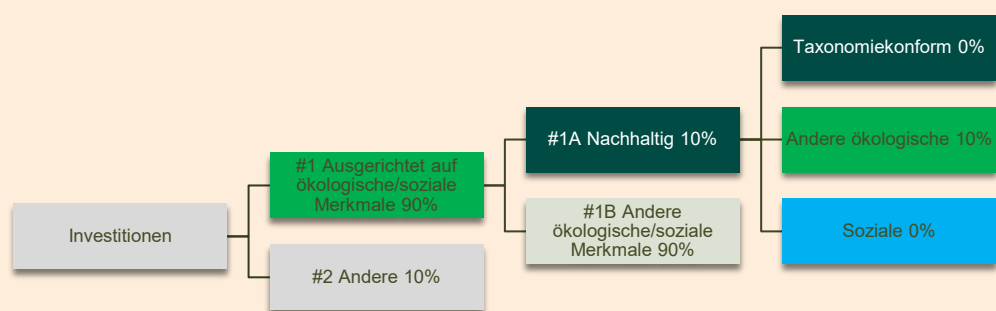 Investitionen
#1 Ausgerichtet auf
ökologische/soziale
Merkmale 90%
#2 Andere 10%
#1A Nachhaltig 10%
#1B Andere
ökologische/soziale
Merkmale 90%
Taxonomiekonform 0%
Andere ökologische 10%
Soziale 0%